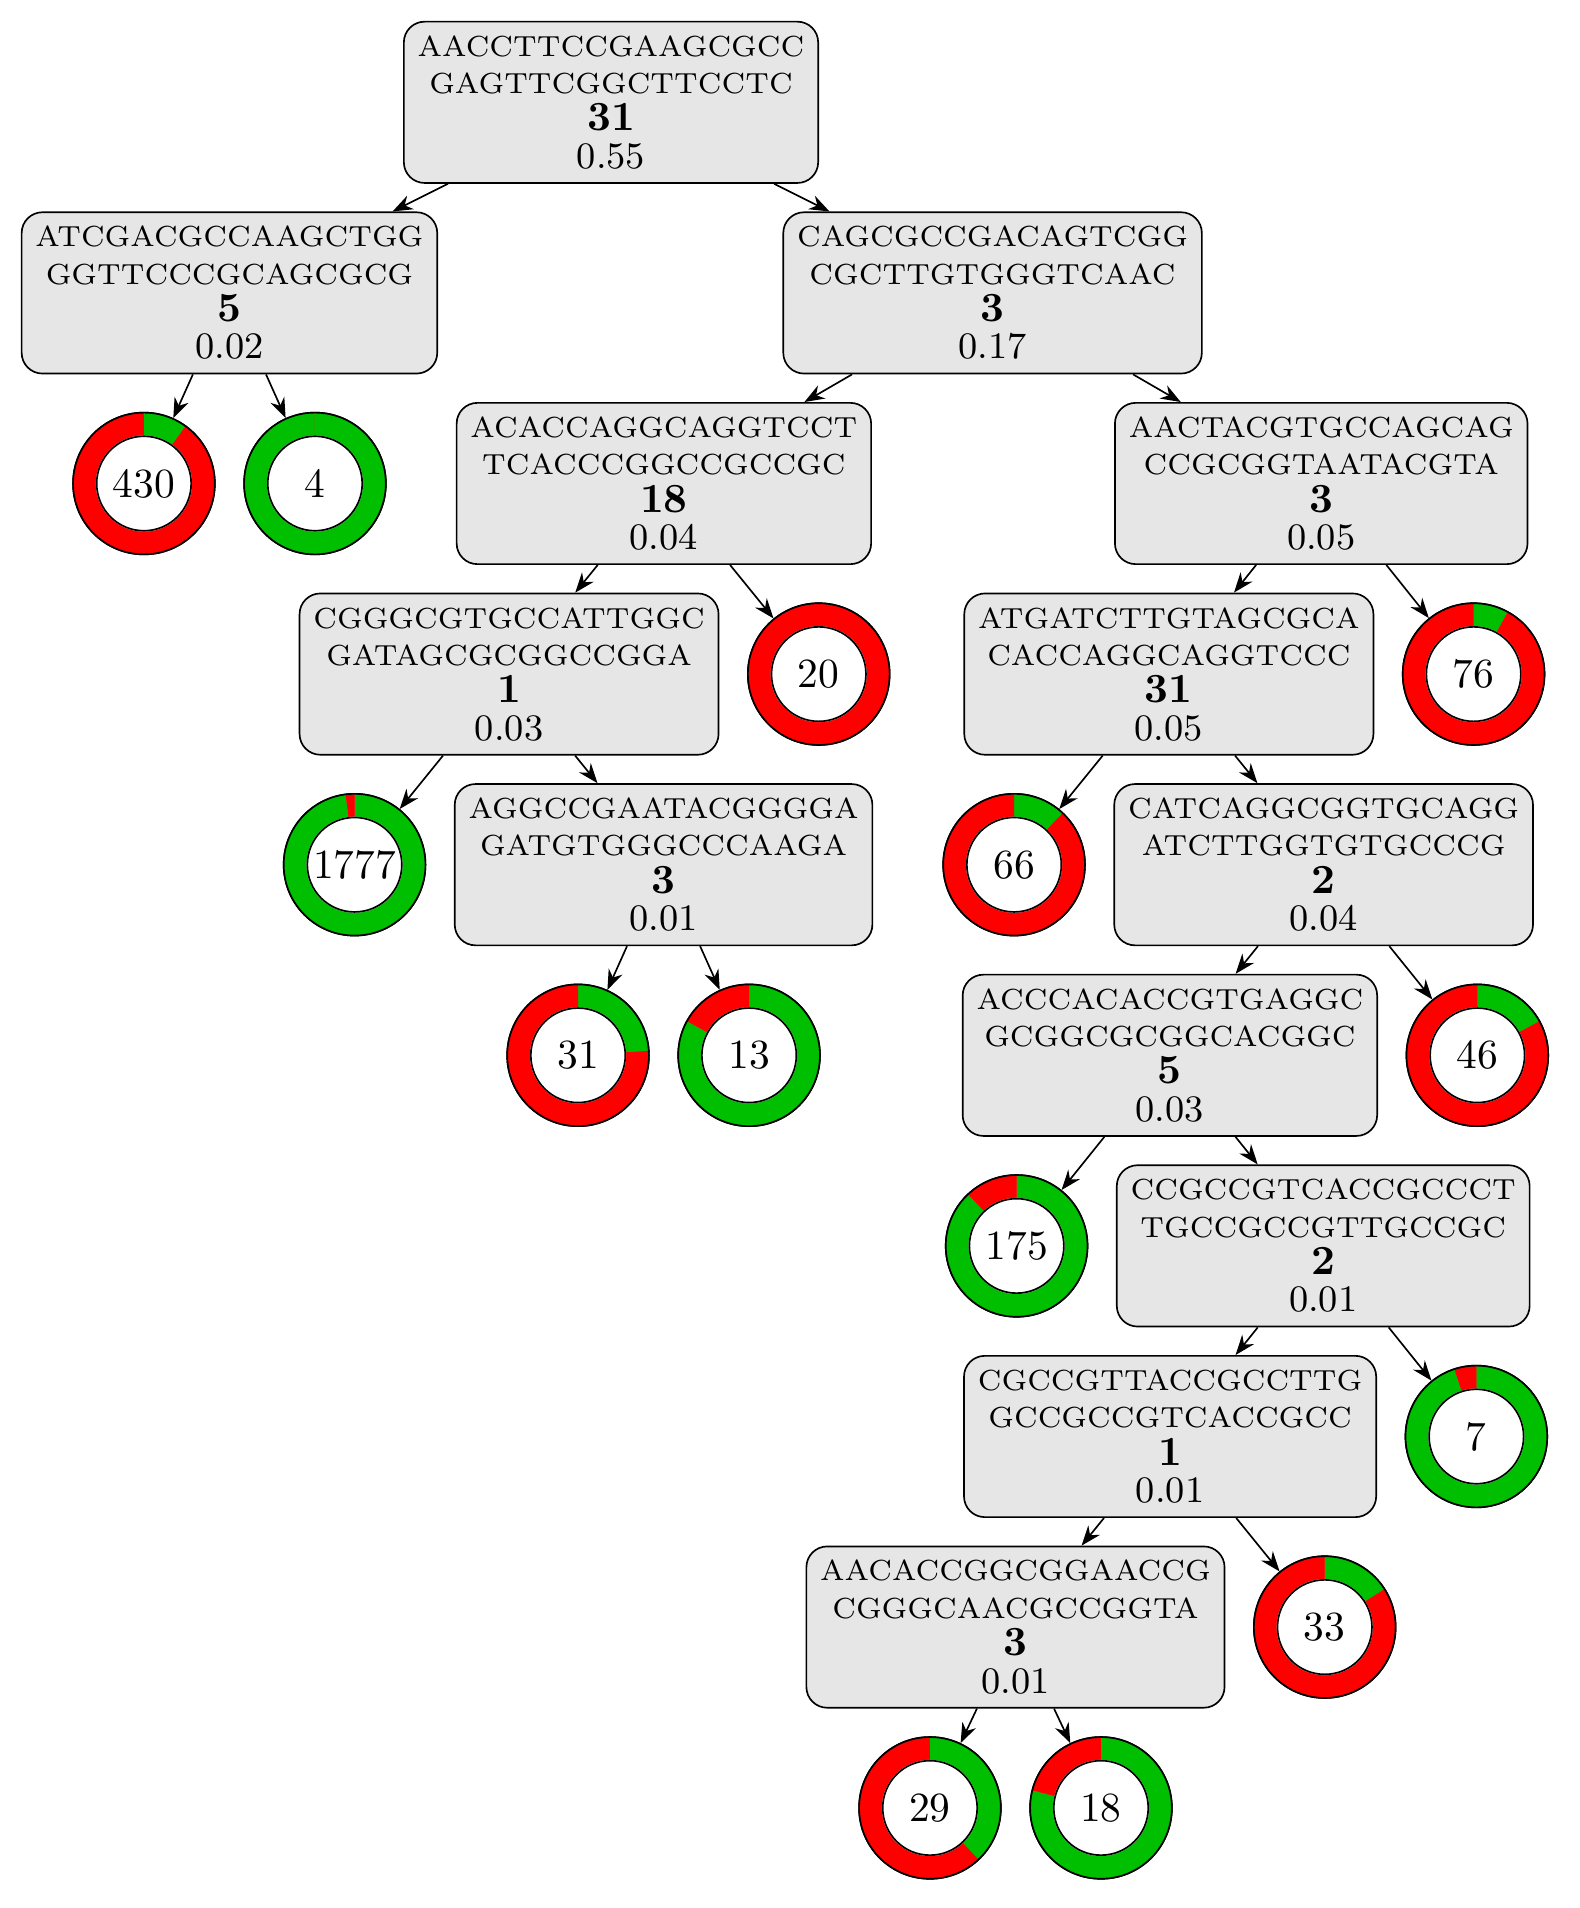 AACCTTCCGAAGCGCC
GAGTTCGGCTTCCTC
31
0.55
ATCGACGCCAAGCTGG
GGTTCCCGCAGCGCG
5
0.02
CAGCGCCGACAGTCGG
CGCTTGTGGGTCAAC
3
0.17
430
4
ACACCAGGCAGGTCCT
TCACCCGGCCGCCGC
18
0.04
AACTACGTGCCAGCAG
CCGCGGTAATACGTA
3
0.05
CGGGCGTGCCATTGGC
GATAGCGCGGCCGGA
1
0.03
20
ATGATCTTGTAGCGCA
CACCAGGCAGGTCCC
31
0.05
76
1777
AGGCCGAATACGGGGA
GATGTGGGCCCAAGA
3
0.01
66
CATCAGGCGGTGCAGG
ATCTTGGTGTGCCCG
2
0.04
31
13
ACCCACACCGTGAGGC
GCGGCGCGGCACGGC
5
0.03
46
175
CCGCCGTCACCGCCCT
TGCCGCCGTTGCCGC
2
0.01
CGCCGTTACCGCCTTG
GCCGCCGTCACCGCC
1
0.01
7
AACACCGGCGGAACCG
CGGGCAACGCCGGTA
3
0.01
33
29
18